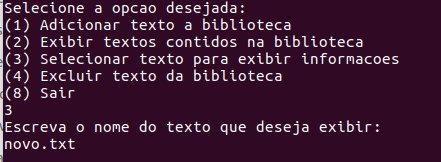 Selecione a opcao desejada:
(1) Adicionar texto a biblioteca
(2) Exibir textos contidos na biblioteca
(3) Selecionar texto para exibir informacoes
(4) Excluir texto da biblioteca
(8) Sair
3
Escreva o nome do texto que deseja exibir:
novo.txt